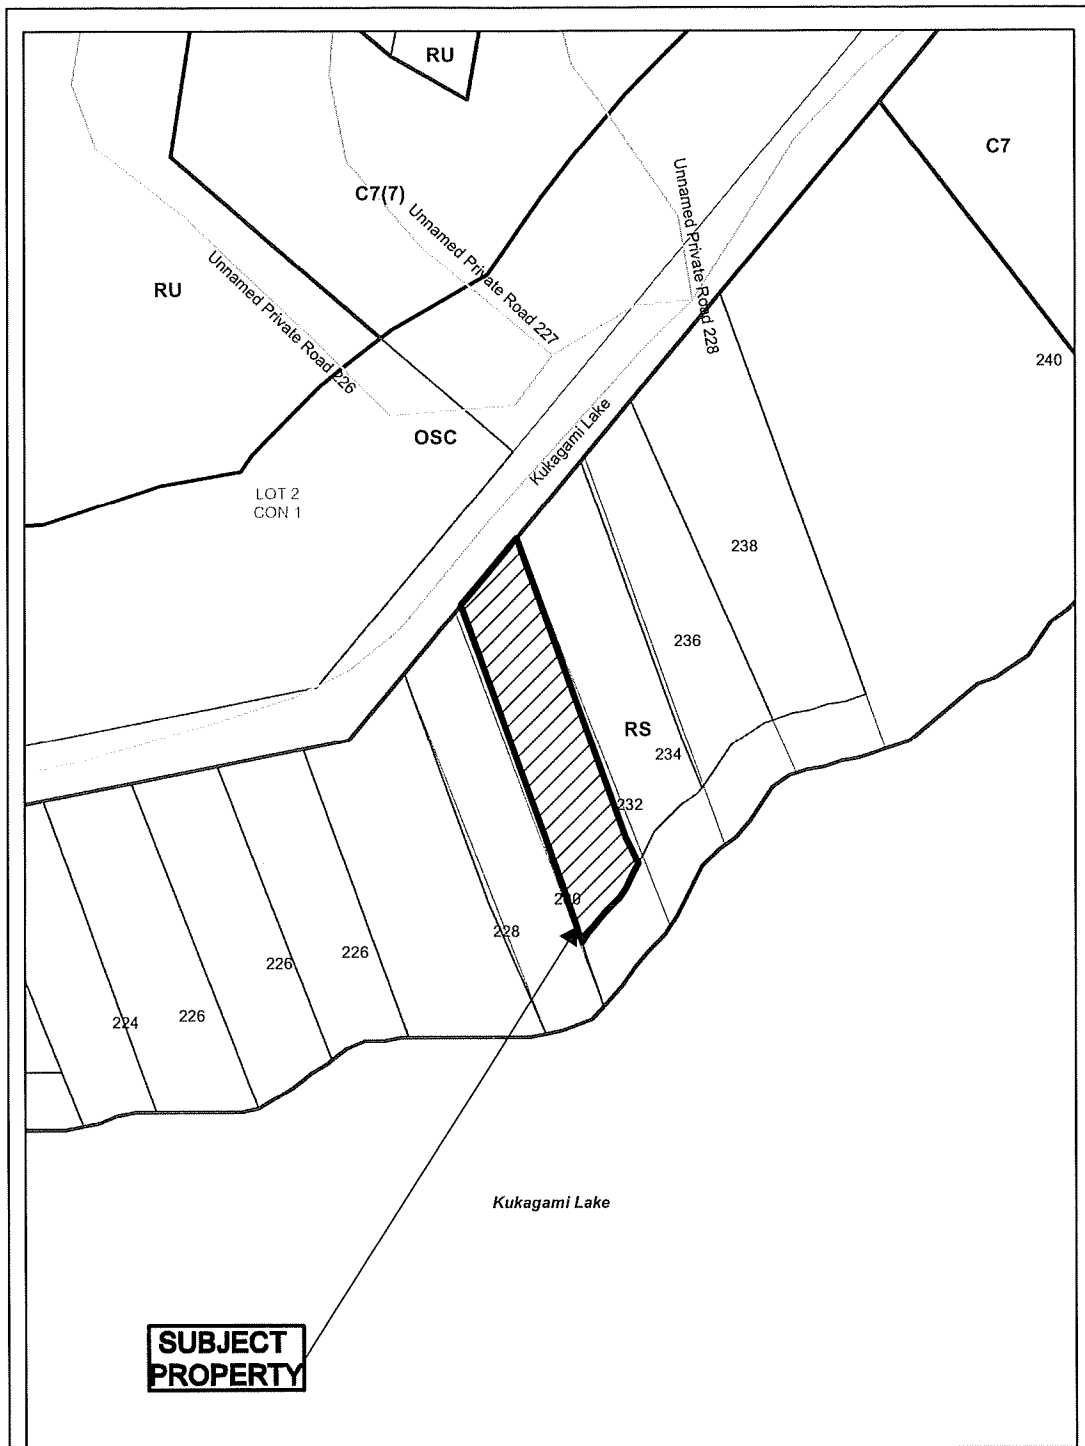 RU
C7
C7(7)
Unnamed Private Road 227
Unnamed Private Road 228
RU
Unnamed Private Road 226
240
OSC
Kukagami Lake
LOT 2
CON 1
238
236
RS
234
232
230
228
226
226
226
224
Kukagami Lake
SUBJECT
PROPERTY